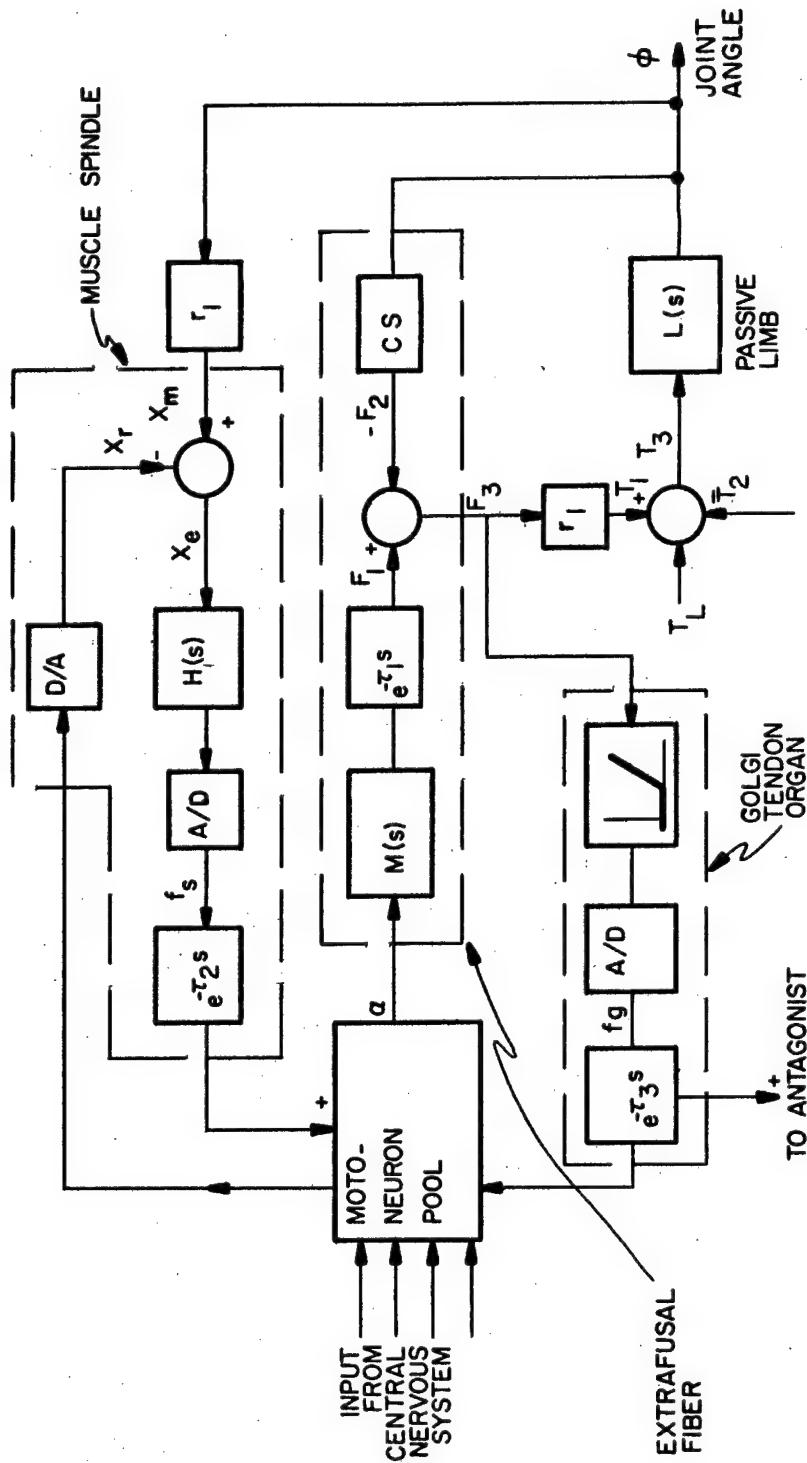 MUSCLE SPINDLE
D/A
Xr
-
Xm
+
r1
Xe
H1(s)
A/D
fs
e-τ2s
+
MOTO-
NEURON
POOL
INPUT
FROM
CENTRAL
NERVOUS
SYSTEM
α
M(s)
e-τ1s
F1
+
-F2
CS
F3
r1
+T1
TL
T3
=T2
L(s)
PASSIVE
LIMB
φ
JOINT
ANGLE
EXTRAFUSAL
FIBER
e-τ3s
fg
A/D
GOLGI
TENDON
ORGAN
+
TO ANTAGONIST